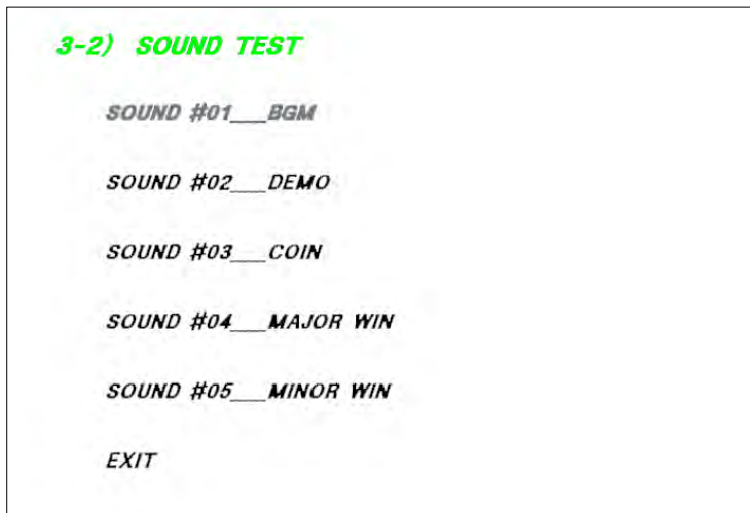 3-2) SOUND TEST
SOUND #01___BGM
SOUND #02___DEMO
SOUND #03___COIN
SOUND #04___MAJOR WIN
SOUND #05___MINOR WIN
EXIT